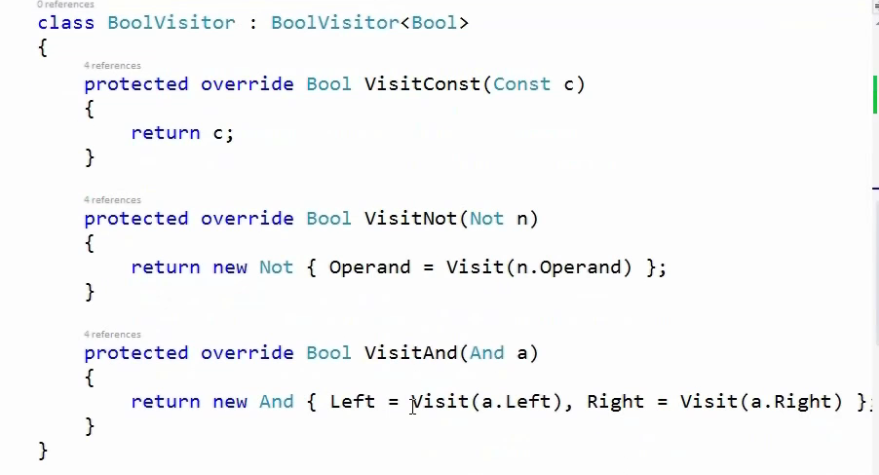 0 references
class BoolVisitor : BoolVisitor<Bool>
{
4 references
protected override Bool VisitConst(Const c)
{
return c;
}
4 references
protected override Bool VisitNot(Not n)
{
return new Not { Operand = Visit(n.Operand) };
}
4 references
protected override Bool VisitAnd(And a)
{
return new And { Left = Visit(a.Left), Right = Visit(a.Right) };
}
}